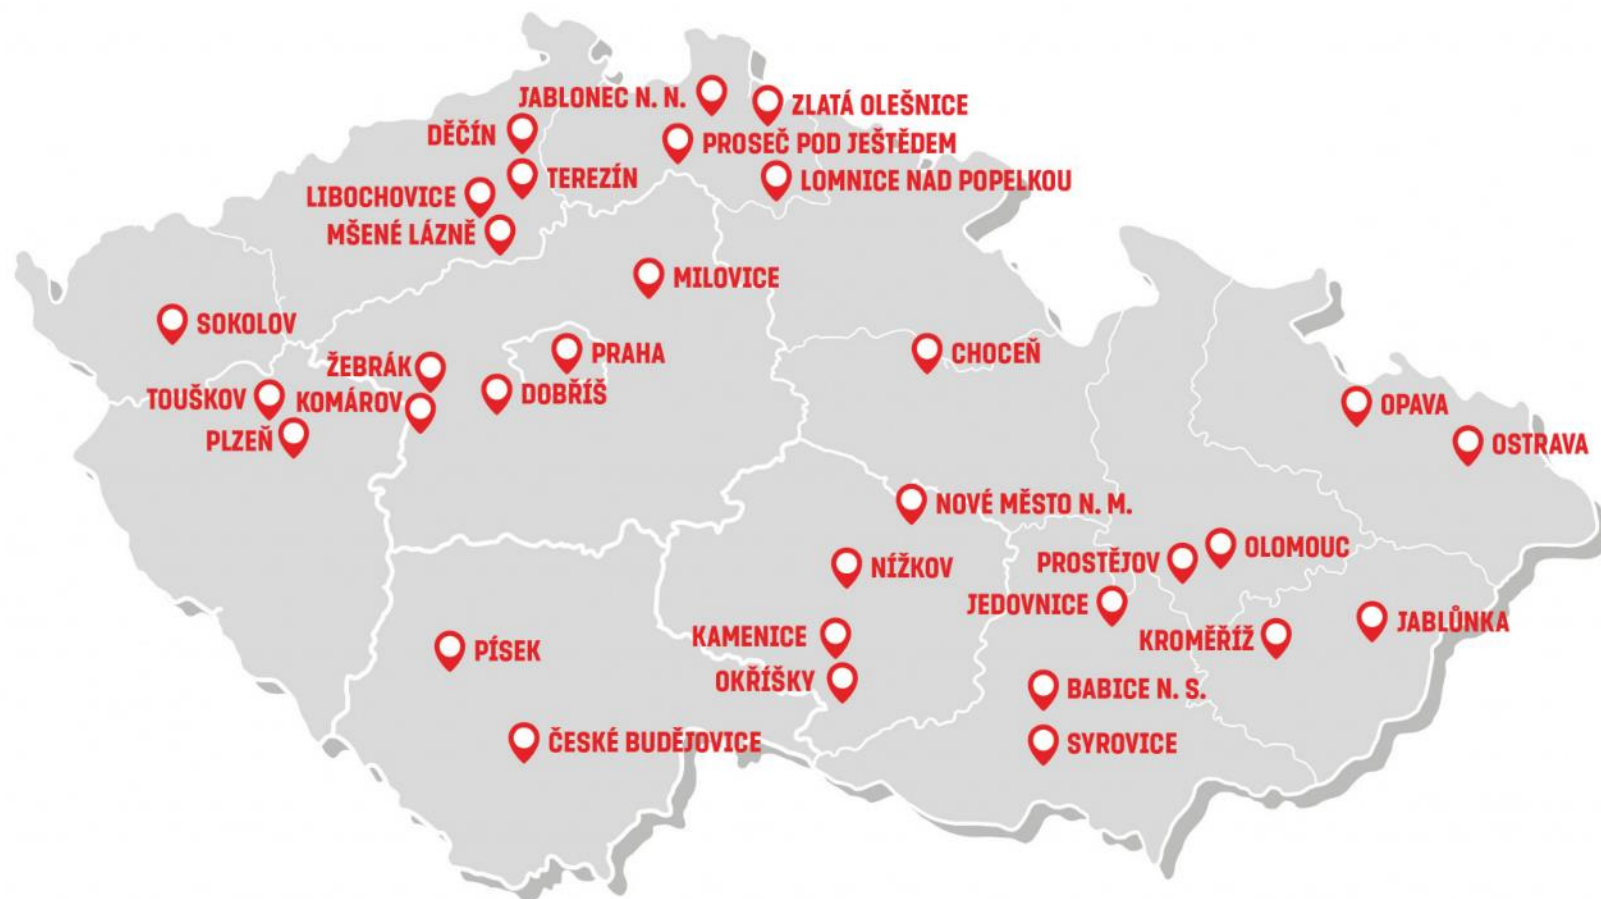 JABLONEC N. N.
ZLATÁ OLEŠNICE
DĚČÍN
PROSEČ POD JEŠTĚDEM
TEREZÍN
LOMNICE NAD POPELKOU
LIBOCHOVICE
MŠENÉ LÁZNĚ
MILOVICE
SOKOLOV
PRAHA
CHOCEŇ
ŽEBRÁK
DOBŘÍŠ
TOUŠKOV
KOMÁROV
OPAVA
PLZEŇ
OSTRAVA
NOVÉ MĚSTO N. M.
OLOMOUC
PROSTĚJOV
NÍŽKOV
JEDOVNICE
JABLŮNKA
KAMENICE
KROMĚŘÍŽ
PÍSEK
OKŘÍŠKY
BABICE N. S.
ČESKÉ BUDĚJOVICE
SYROVICE